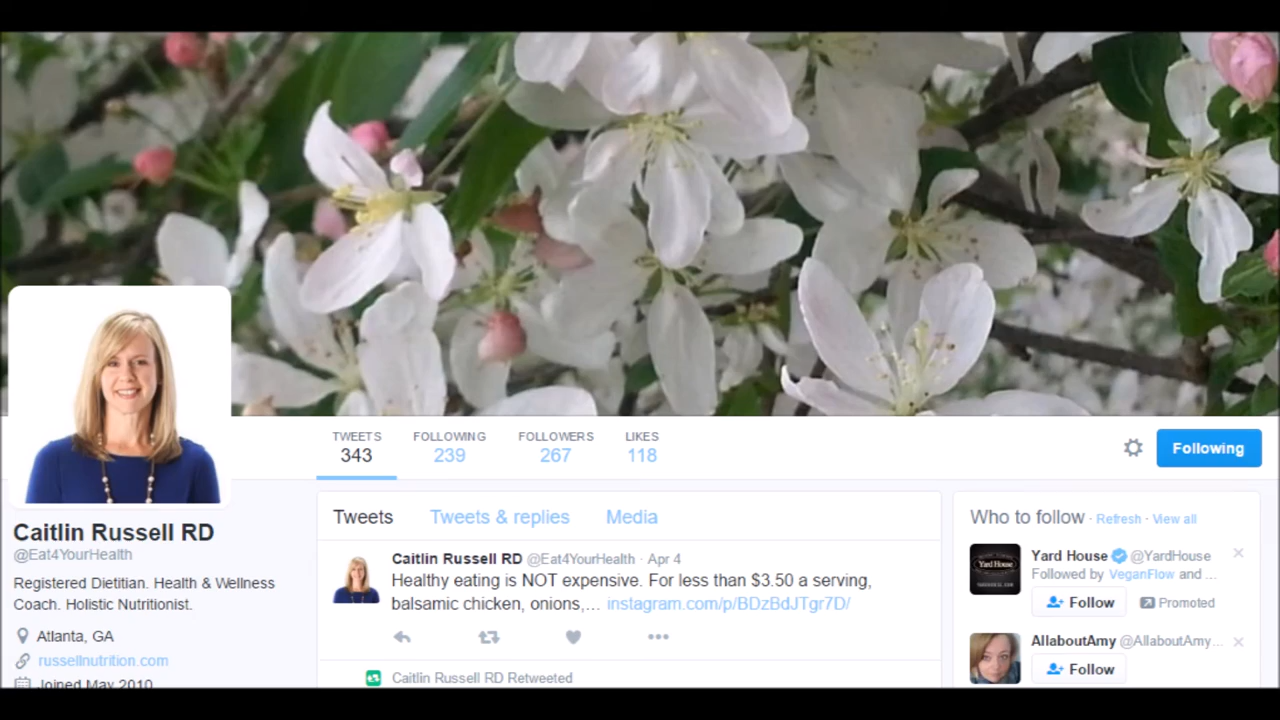 TWEETS FOLLOWING FOLLOWERS LIKES
343 239 267 118
Following
Caitlin Russell RD
@Eat4YourHealth
Registered Dietitian. Health & Wellness
Coach. Holistic Nutritionist.
Atlanta, GA
russellnutrition.com
Joined May 2010
Tweets Tweets & replies Media
Caitlin Russell RD @Eat4YourHealth · Apr 4
Healthy eating is NOT expensive. For less than $3.50 a serving,
balsamic chicken, onions,... instagram.com/p/BDzBdJTgr7D/
Caitlin Russell RD Retweeted
Who to follow · Refresh · View all
Yard House @YardHouse
Followed by VeganFlow and ...
Follow Promoted
AllaboutAmy @AllaboutAmy...
Follow